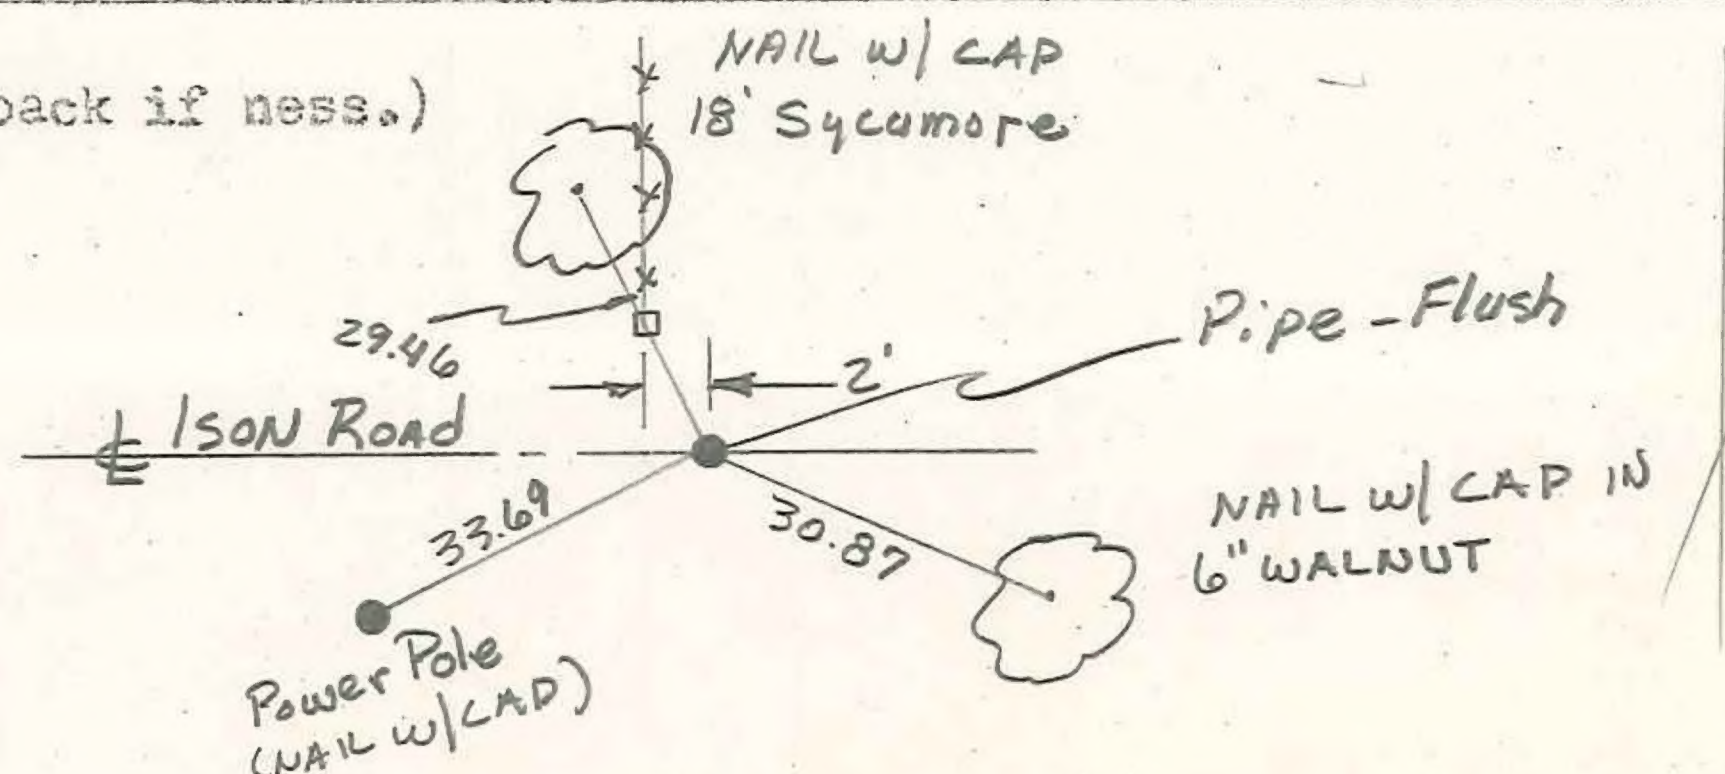 NAIL W/ CAP
back if ness.)
18' Sycamore
29.46
Pipe - Flush
2'
℄ ISON ROAD
33.69
30.87
NAIL W/ CAP IN
6" WALNUT
Power Pole
(NAIL W/CAP)